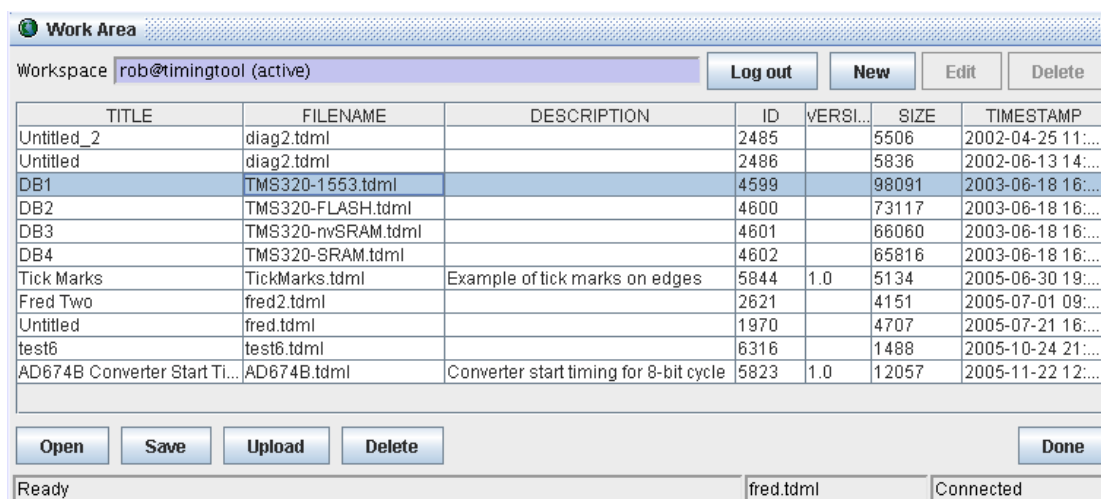 Work Area
Workspace rob@timingtool (active) Log out New Edit Delete
TITLE FILENAME DESCRIPTION ID VERSI... SIZE TIMESTAMP
Untitled_2 diag2.tdml 2485 5506 2002-04-25 11:...
Untitled diag2.tdml 2486 5836 2002-06-13 14:...
DB1 TMS320-1553.tdml 4599 98091 2003-06-18 16:...
DB2 TMS320-FLASH.tdml 4600 73117 2003-06-18 16:...
DB3 TMS320-nvSRAM.tdml 4601 66060 2003-06-18 16:...
DB4 TMS320-SRAM.tdml 4602 65816 2003-06-18 16:...
Tick Marks TickMarks.tdml Example of tick marks on edges 5844 1.0 5134 2005-06-30 19:...
Fred Two fred2.tdml 2621 4151 2005-07-01 09:...
Untitled fred.tdml 1970 4707 2005-07-21 16:...
test6 test6.tdml 6316 1488 2005-10-24 21:...
AD674B Converter Start Ti... AD674B.tdml Converter start timing for 8-bit cycle 5823 1.0 12057 2005-11-22 12:...
Open Save Upload Delete Done
Ready fred.tdml Connected